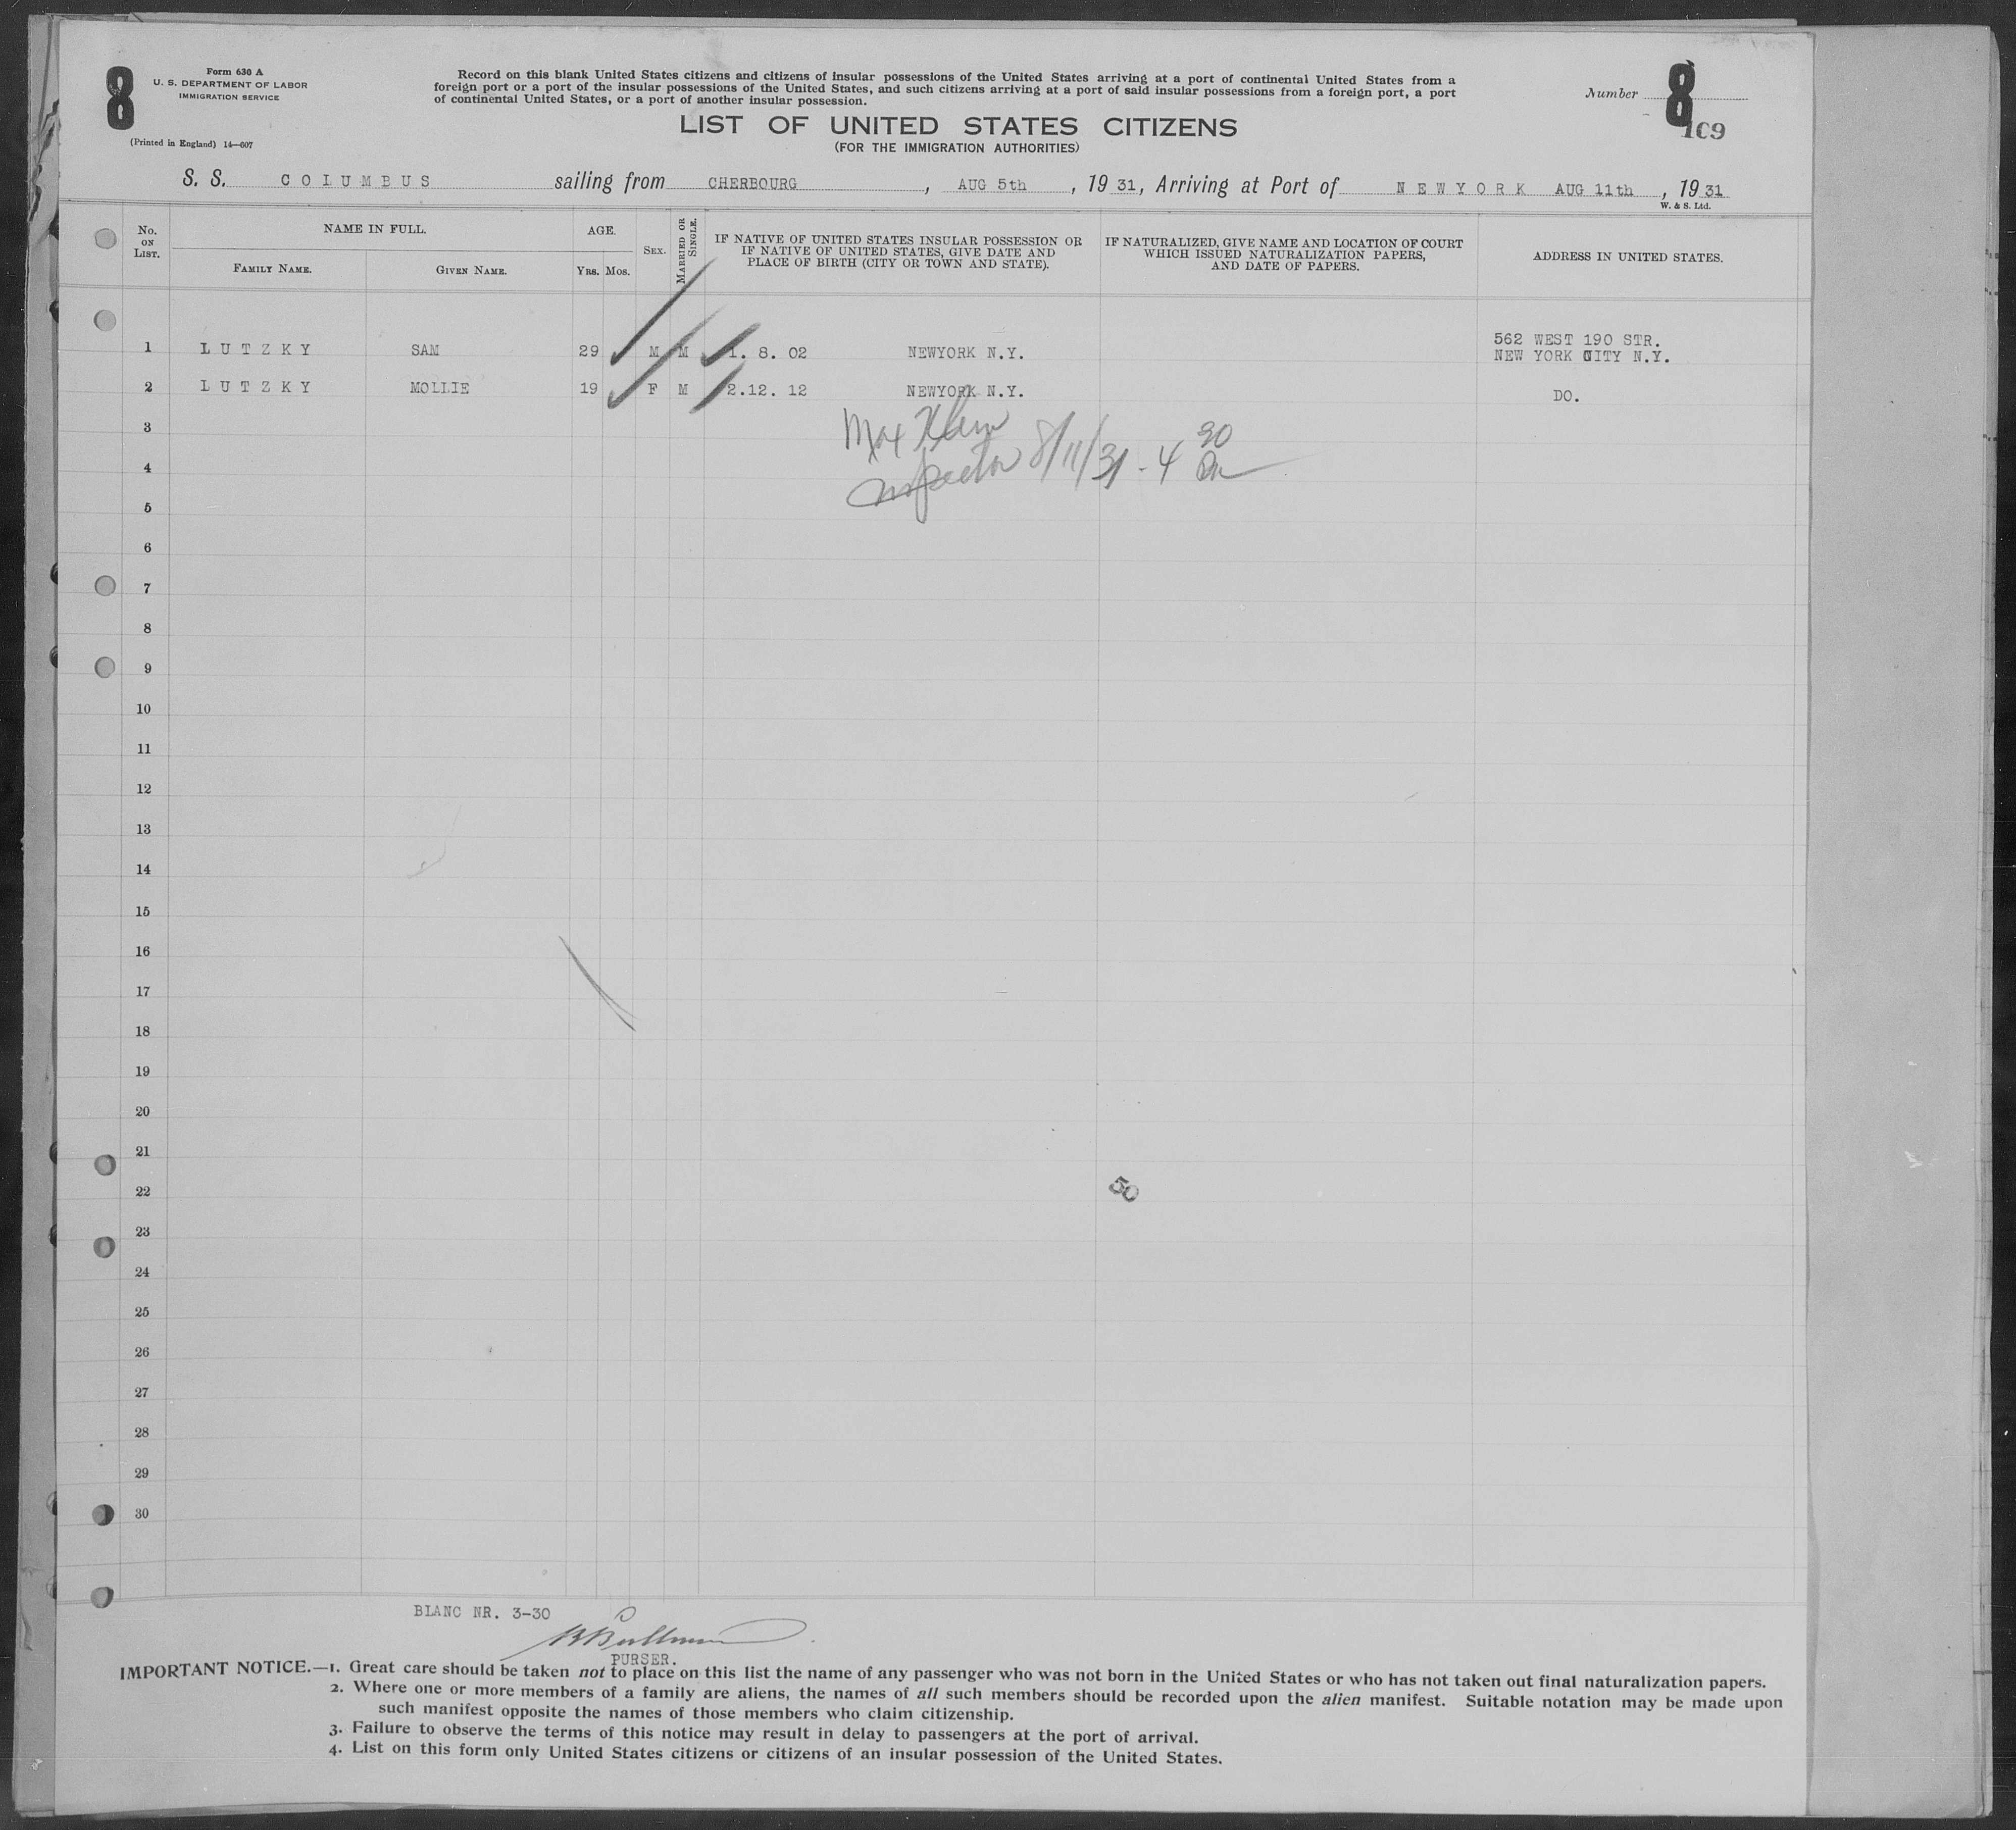 8
Form 630 A
U. S. DEPARTMENT OF LABOR
IMMIGRATION SERVICE
(Printed in England) 14—607
Record on this blank United States citizens and citizens of insular possessions of the United States arriving at a port of continental United States from a
foreign port or a port of the insular possessions of the United States, and such citizens arriving at a port of said insular possessions from a foreign port, a port
of continental United States, or a port of another insular possession.
Number 8
109
LIST OF UNITED STATES CITIZENS
(FOR THE IMMIGRATION AUTHORITIES)
S. S. COLUMBUS sailing from CHERBOURG, AUG 5th, 19 31, Arriving at Port of NEWYORK AUG 11th, 19 31
W. & S. Ltd.
No. ON LIST. NAME IN FULL. FAMILY NAME. GIVEN NAME. AGE. YRS. MOS. SEX. MARRIED OR SINGLE. IF NATIVE OF UNITED STATES INSULAR POSSESSION OR IF NATIVE OF UNITED STATES, GIVE DATE AND PLACE OF BIRTH (CITY OR TOWN AND STATE). IF NATURALIZED, GIVE NAME AND LOCATION OF COURT WHICH ISSUED NATURALIZATION PAPERS, AND DATE OF PAPERS. ADDRESS IN UNITED STATES.
1 LUTZKY SAM 29 M M 1. 8. 02 NEWYORK N.Y. 562 WEST 190 STR.
NEW YORK CITY N.Y.
2 LUTZKY MOLLIE 19 F M 2.12. 12 NEWYORK N.Y. DO.
3 Max Klein
4 Inspector 8/11/31 - 4 30 Pm
5
6
7
8
9
10
11
12
13
14
15
16
17
18
19
20
21
22 50
23
24
25
26
27
28
29
30
BLANC NR. 3-30
PURSER.
IMPORTANT NOTICE.—1. Great care should be taken not to place on this list the name of any passenger who was not born in the United States or who has not taken out final naturalization papers.
2. Where one or more members of a family are aliens, the names of all such members should be recorded upon the alien manifest. Suitable notation may be made upon
such manifest opposite the names of those members who claim citizenship.
3. Failure to observe the terms of this notice may result in delay to passengers at the port of arrival.
4. List on this form only United States citizens or citizens of an insular possession of the United States.